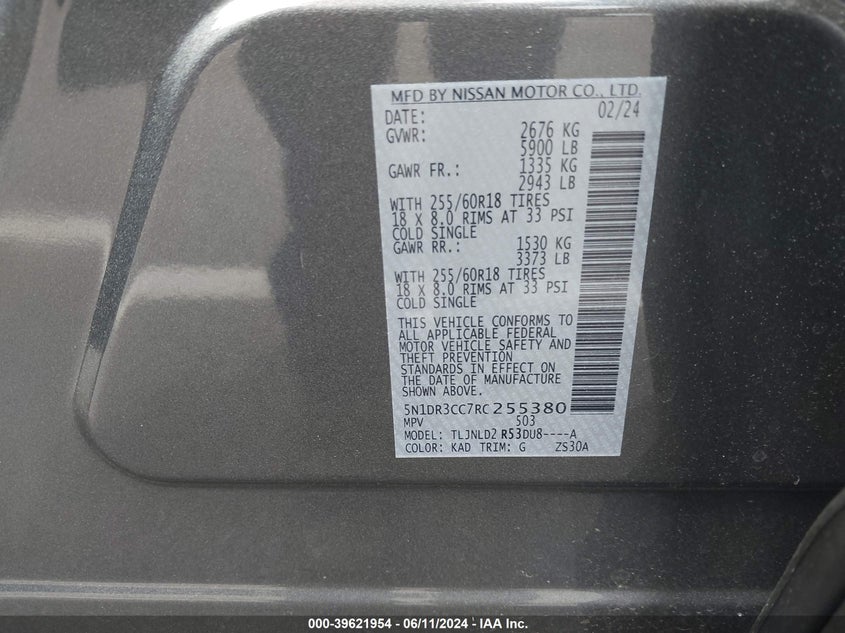 MFD BY NISSAN MOTOR CO., LTD.
DATE: 02/24
GVWR: 2676 KG
5900 LB
GAWR FR.: 1335 KG
2943 LB
WITH 255/60R18 TIRES
18 X 8.0 RIMS AT 33 PSI
COLD SINGLE
GAWR RR.: 1530 KG
3373 LB
WITH 255/60R18 TIRES
18 X 8.0 RIMS AT 33 PSI
COLD SINGLE
THIS VEHICLE CONFORMS TO
ALL APPLICABLE FEDERAL
MOTOR VEHICLE SAFETY AND
THEFT PREVENTION
STANDARDS IN EFFECT ON
THE DATE OF MANUFACTURE
SHOWN ABOVE.
5N1DR3CC7RC255380
MPV 503
MODEL: TLJNLD2 R53DU8----A
COLOR: KAD TRIM: G ZS30A
000-39621954 - 06/11/2024 - IAA Inc.